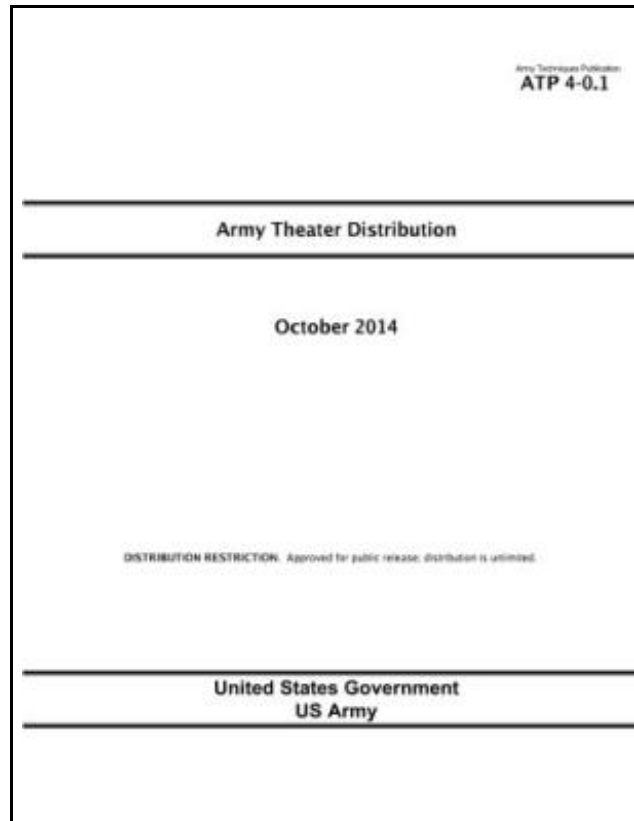 Army Techniques Publication
ATP 4-0.1
Army Theater Distribution
October 2014
DISTRIBUTION RESTRICTION. Approved for public release; distribution is unlimited.
United States Government
US Army